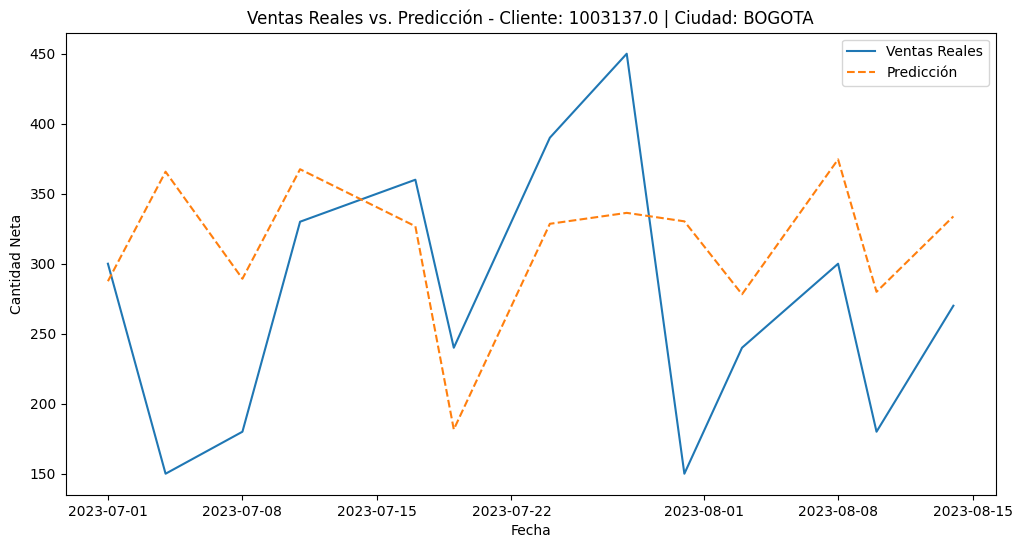 Ventas Reales vs. Predicción - Cliente: 1003137.0 | Ciudad: BOGOTA
Ventas Reales
Predicción
Cantidad Neta
450
400
350
300
250
200
150
2023-07-01
2023-07-08
2023-07-15
2023-07-22
2023-08-01
2023-08-08
2023-08-15
Fecha